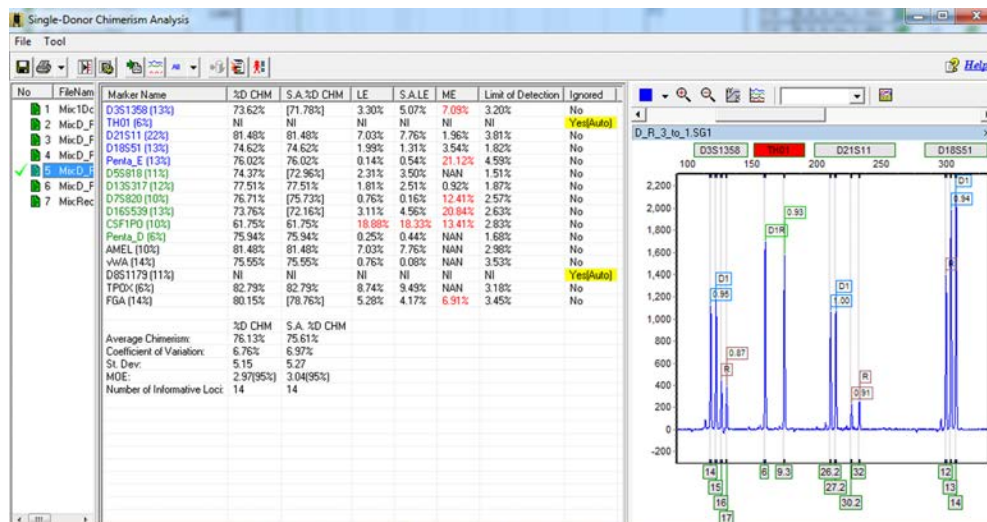 Single-Donor Chimerism Analysis
File Tool
Help
No FileNam
1 Mix1Dc
2 MixD_F
3 MixD_F
4 MixD_F
5 MixD_F
6 MixD_F
7 MixRec
Marker Name %D CHM S.A.%D CHM LE S.A.LE ME Limit of Detection Ignored
D3S1358 (13%) 73.62% [71.78%] 3.30% 5.07% 7.09% 3.20% No
TH01 (6%) NI NI NI NI NI NI Yes(Auto)
D21S11 (22%) 81.48% 81.48% 7.03% 7.76% 1.96% 3.81% No
D18S51 (13%) 74.62% 74.62% 1.99% 1.31% 3.54% 1.82% No
Penta_E (13%) 76.02% 76.02% 0.14% 0.54% 21.12% 4.59% No
D5S818 (11%) 74.37% [72.96%] 2.31% 3.50% NAN 1.51% No
D13S317 (12%) 77.51% 77.51% 1.81% 2.51% 0.92% 1.87% No
D7S820 (10%) 76.71% [75.73%] 0.76% 0.16% 12.41% 2.57% No
D16S539 (13%) 73.76% [72.16%] 3.11% 4.56% 20.84% 2.63% No
CSF1PO (10%) 61.75% 61.75% 18.88% 18.33% 13.41% 2.83% No
Penta_D (6%) 75.94% 75.94% 0.25% 0.44% NAN 1.68% No
AMEL (10%) 81.48% 81.48% 7.03% 7.76% NAN 2.98% No
vWA (14%) 75.55% 75.55% 0.76% 0.08% NAN 3.53% No
D8S1179 (11%) NI NI NI NI NI NI Yes(Auto)
TPOX (11%) 82.79% 82.79% 8.74% 9.49% NAN 3.18% No
FGA (14%) 80.15% [78.76%] 5.28% 4.17% 6.91% 3.45% No
%D CHM S.A. %D CHM
Average Chimerism: 76.13% 75.61%
Coefficient of Variation: 6.76% 6.97%
St. Dev: 5.15 5.27
MOE: 2.97(95%) 3.04(95%)
Number of Informative Loci: 14 14
D_R_3_to_1.SG1
D3S1358 TH01 D21S11 D18S51
100 150 200 250 300
2,200
2,000
1,800
1,600
1,400
1,200
1,000
800
600
400
200
0
-200
D1
0.94
0.93
D1R
R
D1
0.96
D1
1.00
0.87
R
R
0.91
14 6 9.3 26.2 32 12
15 27.2 13
16 30.2 14
17